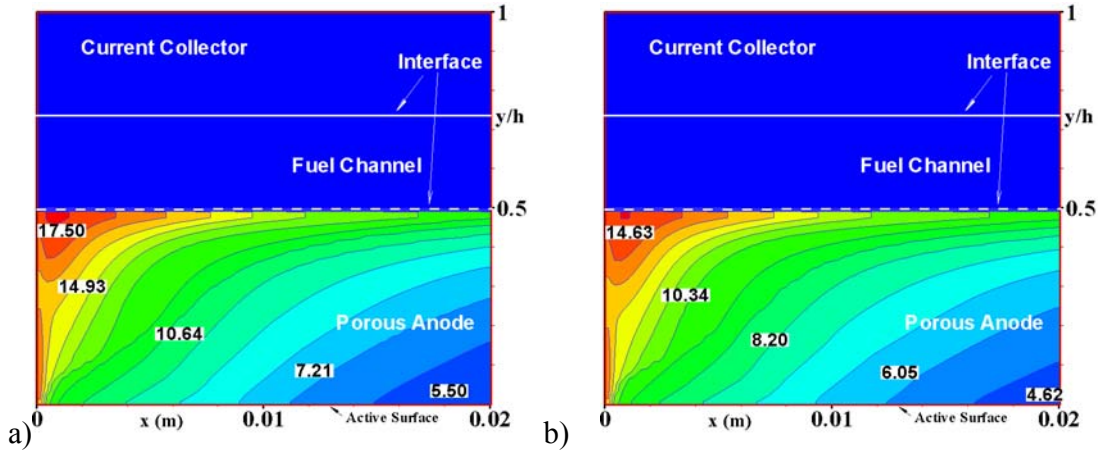 1
Current Collector
Interface
y/h
Fuel Channel
0.5
17.50
14.93
10.64
Porous Anode
7.21
5.50
0
x (m)
0.01
Active Surface
0.02
a)
1
Current Collector
Interface
y/h
Fuel Channel
0.5
14.63
10.34
8.20
Porous Anode
6.05
4.62
0
x (m)
0.01
Active Surface
0.02
b)